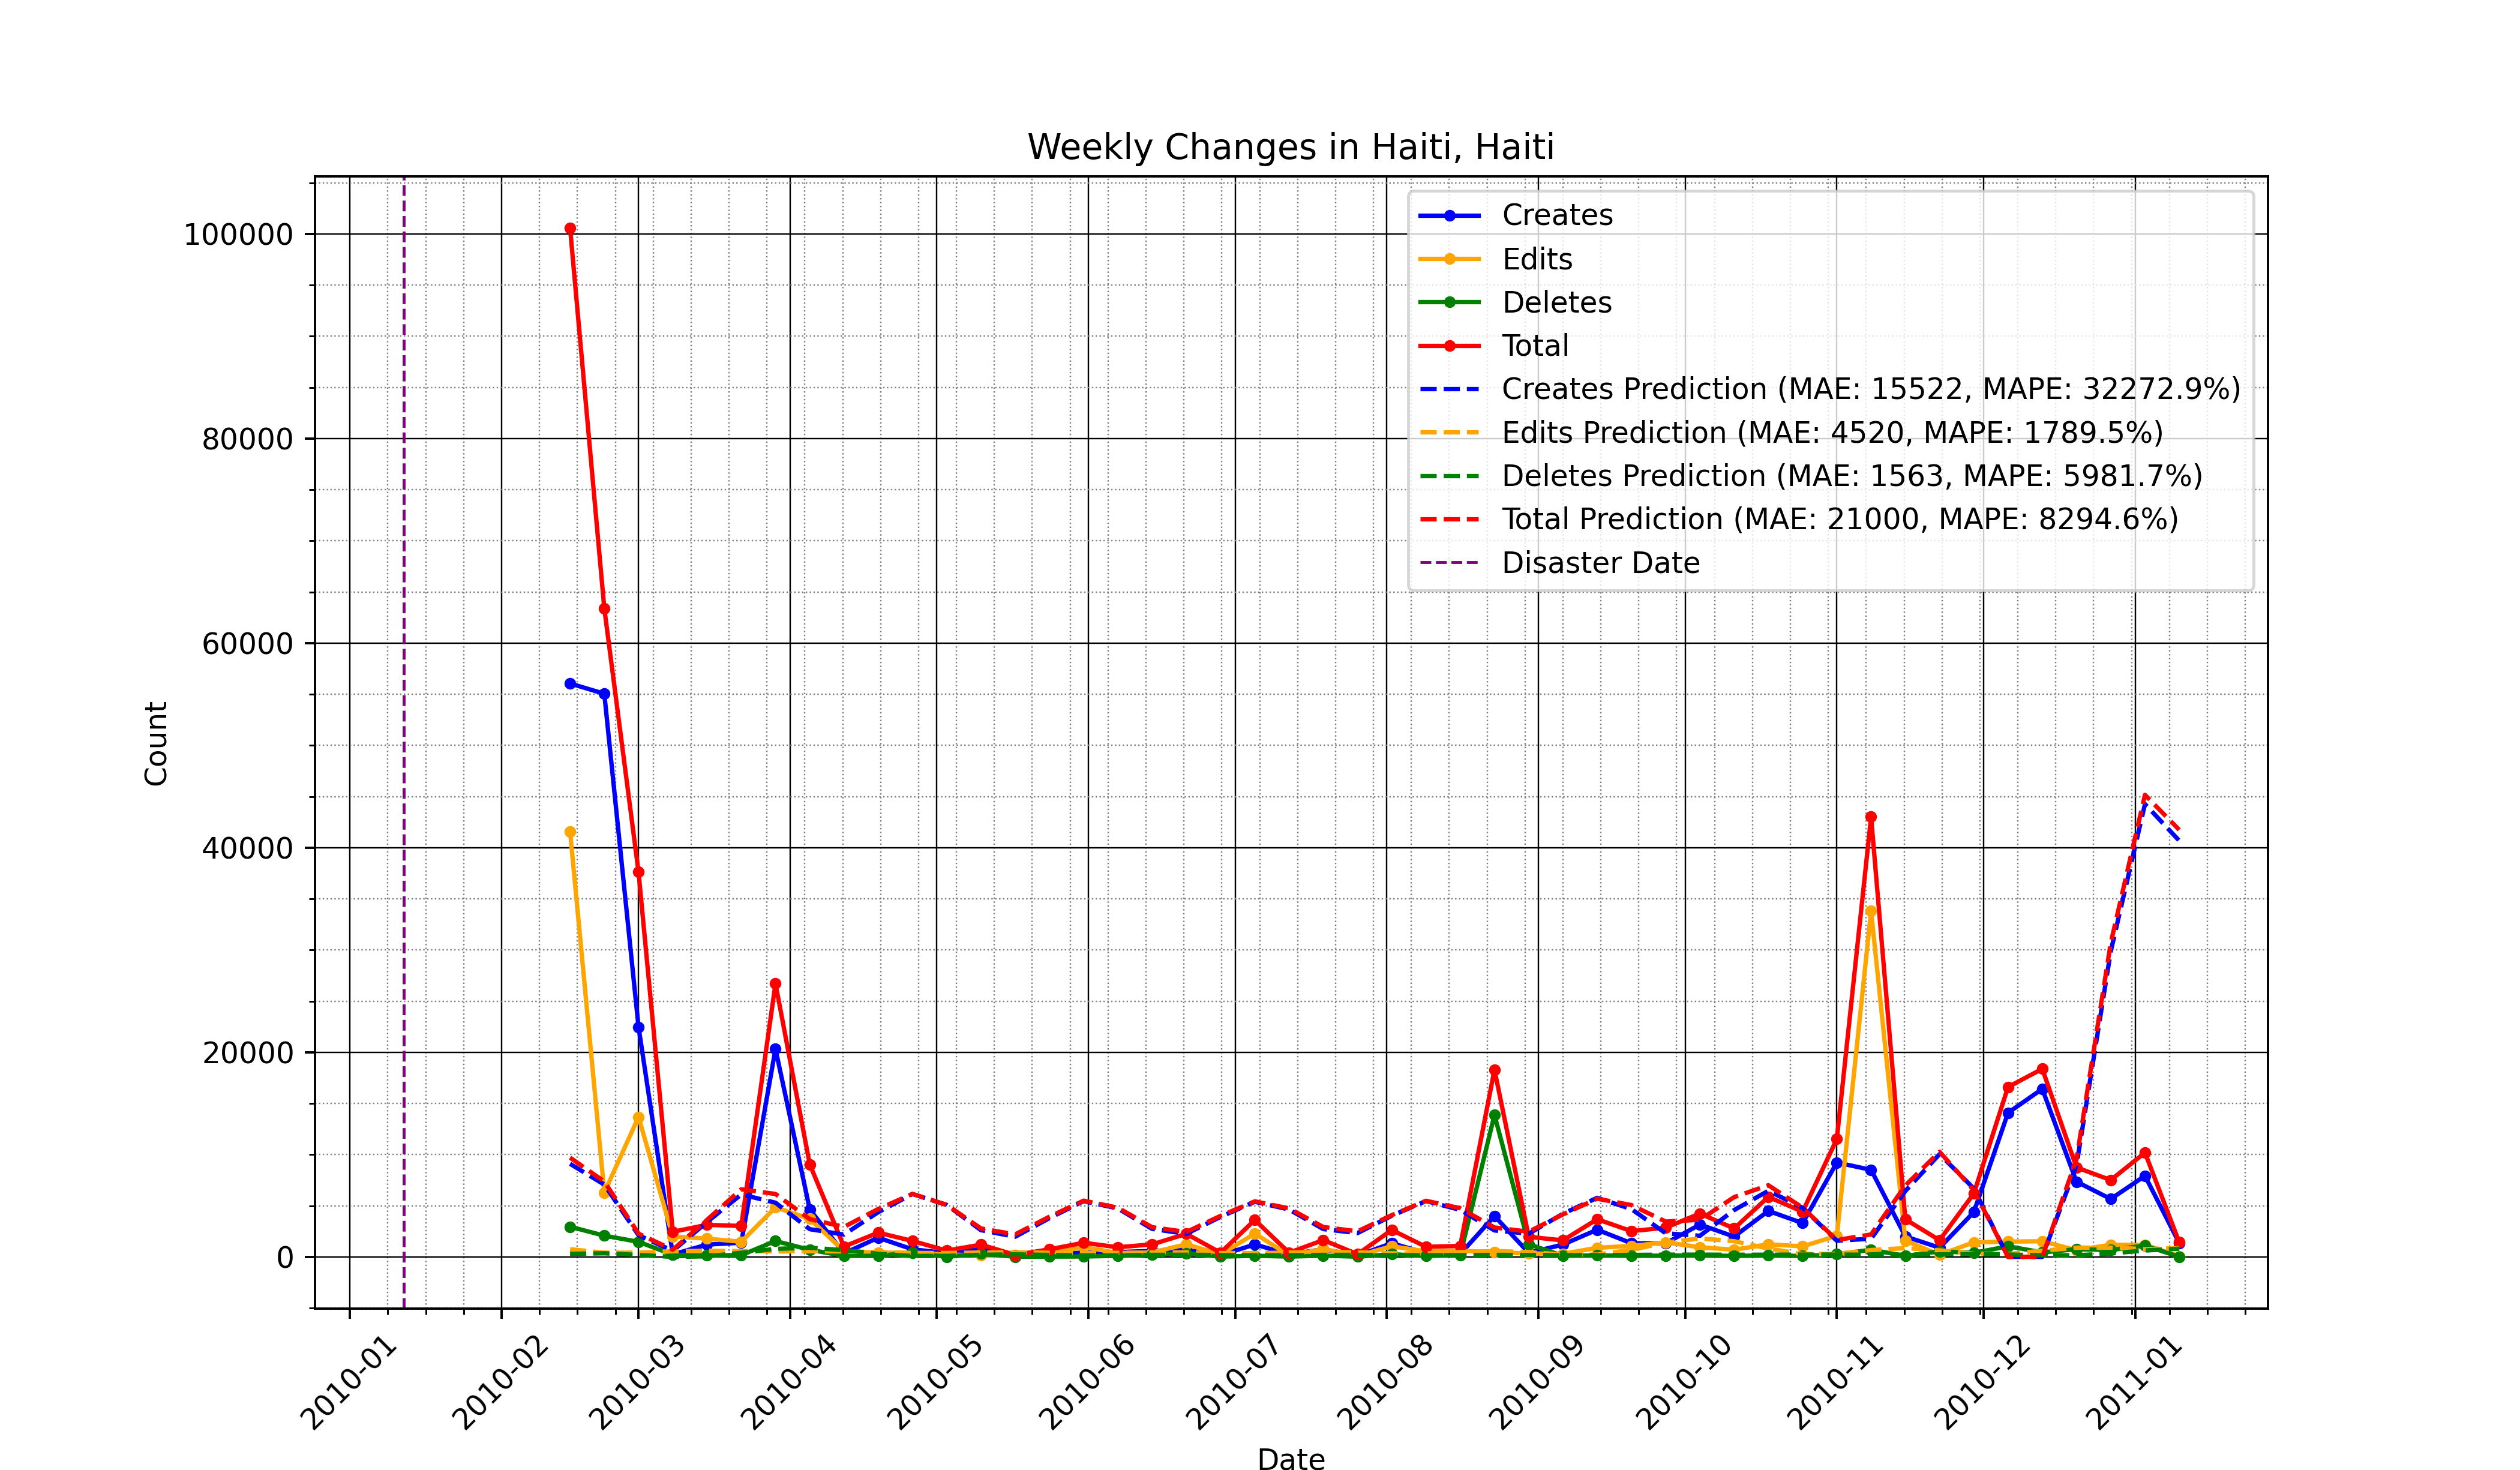 Weekly Changes in Haiti, Haiti
Creates
Edits
Deletes
Total
Creates Prediction (MAE: 15522, MAPE: 32272.9%)
Edits Prediction (MAE: 4520, MAPE: 1789.5%)
Deletes Prediction (MAE: 1563, MAPE: 5981.7%)
Total Prediction (MAE: 21000, MAPE: 8294.6%)
Disaster Date
100000
80000
60000
40000
20000
0
Count
2010-01
2010-02
2010-03
2010-04
2010-05
2010-06
2010-07
2010-08
2010-09
2010-10
2010-11
2010-12
2011-01
Date